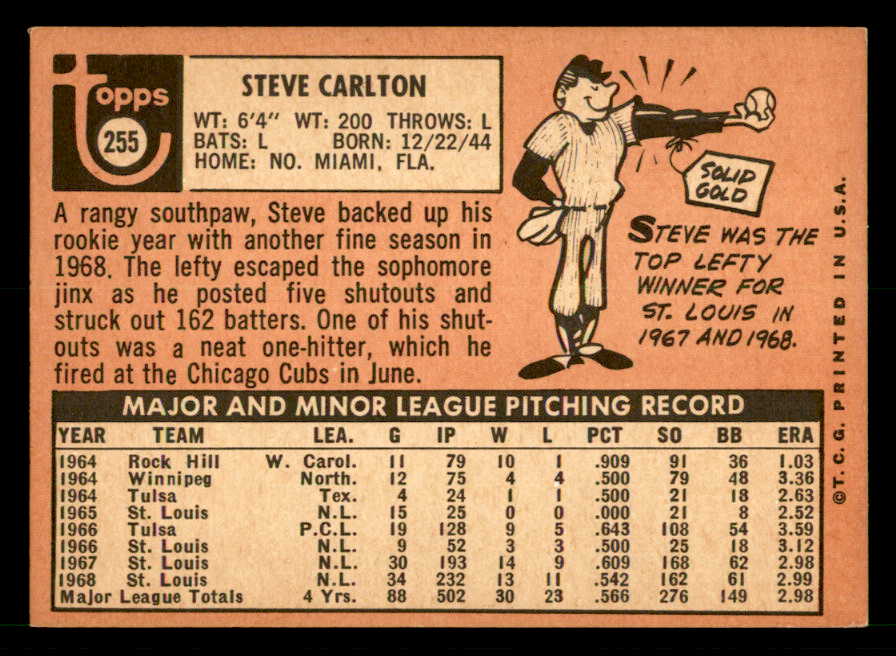 topps
255
STEVE CARLTON
WT: 6'4" WT: 200 THROWS: L
BATS: L BORN: 12/22/44
HOME: NO. MIAMI, FLA.
A rangy southpaw, Steve backed up his
rookie year with another fine season in
1968. The lefty escaped the sophomore
jinx as he posted five shutouts and
struck out 162 batters. One of his shut-
outs was a neat one-hitter, which he
fired at the Chicago Cubs in June.
SOLID
GOLD
STEVE WAS THE
TOP LEFTY
WINNER FOR
ST. LOUIS IN
1967 AND 1968.
MAJOR AND MINOR LEAGUE PITCHING RECORD
YEAR TEAM LEA. G IP W L PCT SO BB ERA
1964 Rock Hill W. Carol. 11 79 10 1 .909 91 36 1.03
1964 Winnipeg North. 12 75 4 4 .500 79 48 3.36
1964 Tulsa Tex. 4 24 1 1 .500 21 18 2.63
1965 St. Louis N.L. 15 25 0 0 .000 21 8 2.52
1966 Tulsa P.C.L. 19 128 9 5 .643 108 54 3.59
1966 St. Louis N.L. 9 52 3 3 .500 25 18 3.12
1967 St. Louis N.L. 30 193 14 9 .609 168 62 2.98
1968 St. Louis N.L. 34 232 13 11 .542 162 61 2.99
Major League Totals 4 Yrs. 88 502 30 23 .566 276 149 2.98
©T.C.G. PRINTED IN U.S.A.